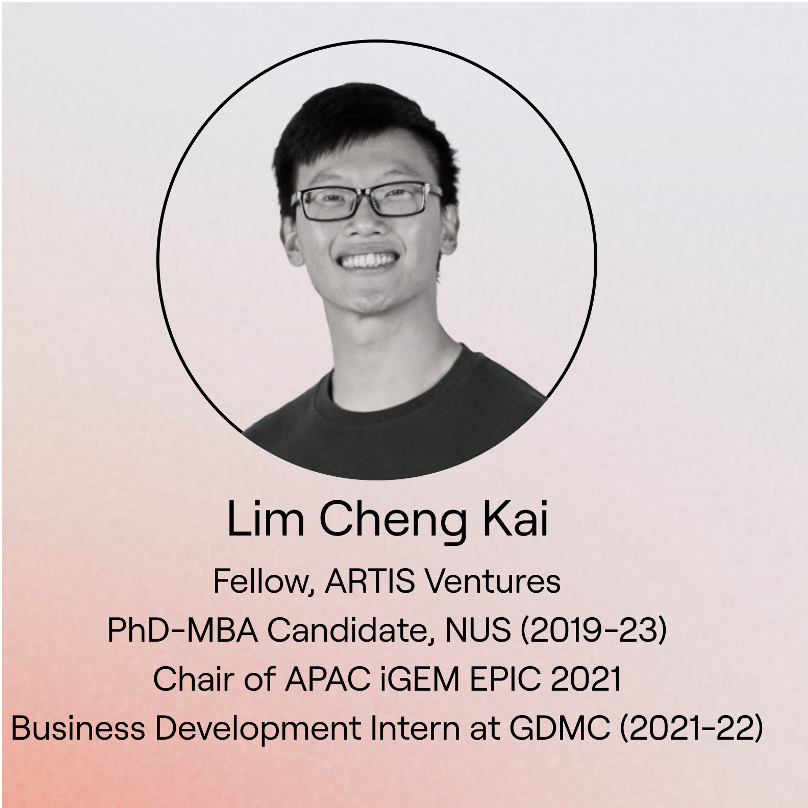 Lim Cheng Kai
Fellow, ARTIS Ventures
PhD-MBA Candidate, NUS (2019-23)
Chair of APAC iGEM EPIC 2021
Business Development Intern at GDMC (2021-22)